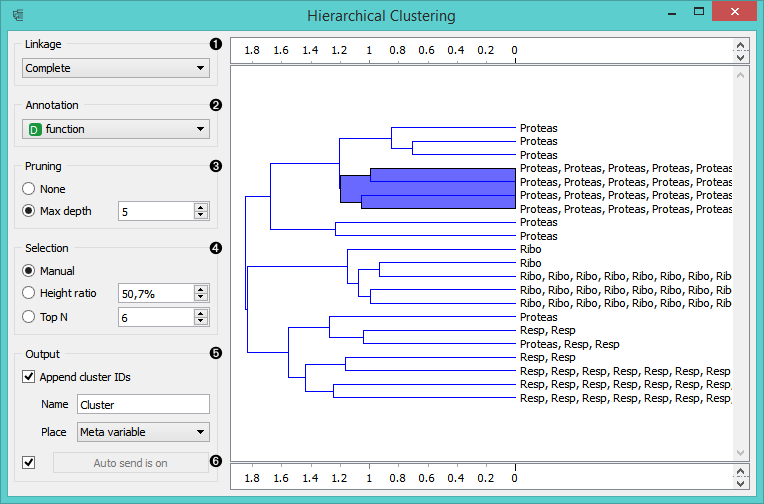 Hierarchical Clustering
Linkage
1
Complete
Annotation
2
D function
Pruning
3
None
Max depth
5
Selection
4
Manual
Height ratio
50,7%
Top N
6
Output
5
Append cluster IDs
Name
Cluster
Place
Meta variable
Auto send is on
6
1.8 1.6 1.4 1.2 1 0.8 0.6 0.4 0.2 0
Proteas
Proteas
Proteas
Proteas, Proteas, Proteas, Proteas, Proteas
Proteas, Proteas, Proteas, Proteas, Proteas
Proteas, Proteas, Proteas, Proteas, Proteas
Proteas, Proteas, Proteas, Proteas, Proteas
Proteas
Proteas
Ribo
Ribo
Ribo, Ribo, Ribo, Ribo, Ribo, Ribo, Ribo, Ribo
Ribo, Ribo, Ribo, Ribo, Ribo, Ribo, Ribo, Ribo
Ribo, Ribo, Ribo, Ribo, Ribo, Ribo, Ribo, Ribo
Proteas
Resp, Resp
Proteas, Resp, Resp
Resp, Resp
Resp, Resp, Resp, Resp, Resp, Resp, Resp
Resp, Resp, Resp, Resp, Resp, Resp, Resp,
Resp, Resp, Resp, Resp, Resp, Resp, Resp,
1.8 1.6 1.4 1.2 1 0.8 0.6 0.4 0.2 0